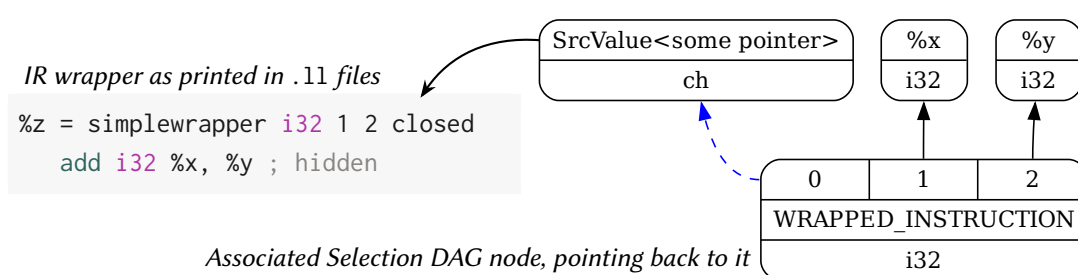 SrcValue<some pointer>
ch
%x
i32
%y
i32
IR wrapper as printed in .ll files
%z = simplewrapper i32 1 2 closed
add i32 %x, %y ; hidden
0 1 2
WRAPPED_INSTRUCTION
i32
Associated Selection DAG node, pointing back to it